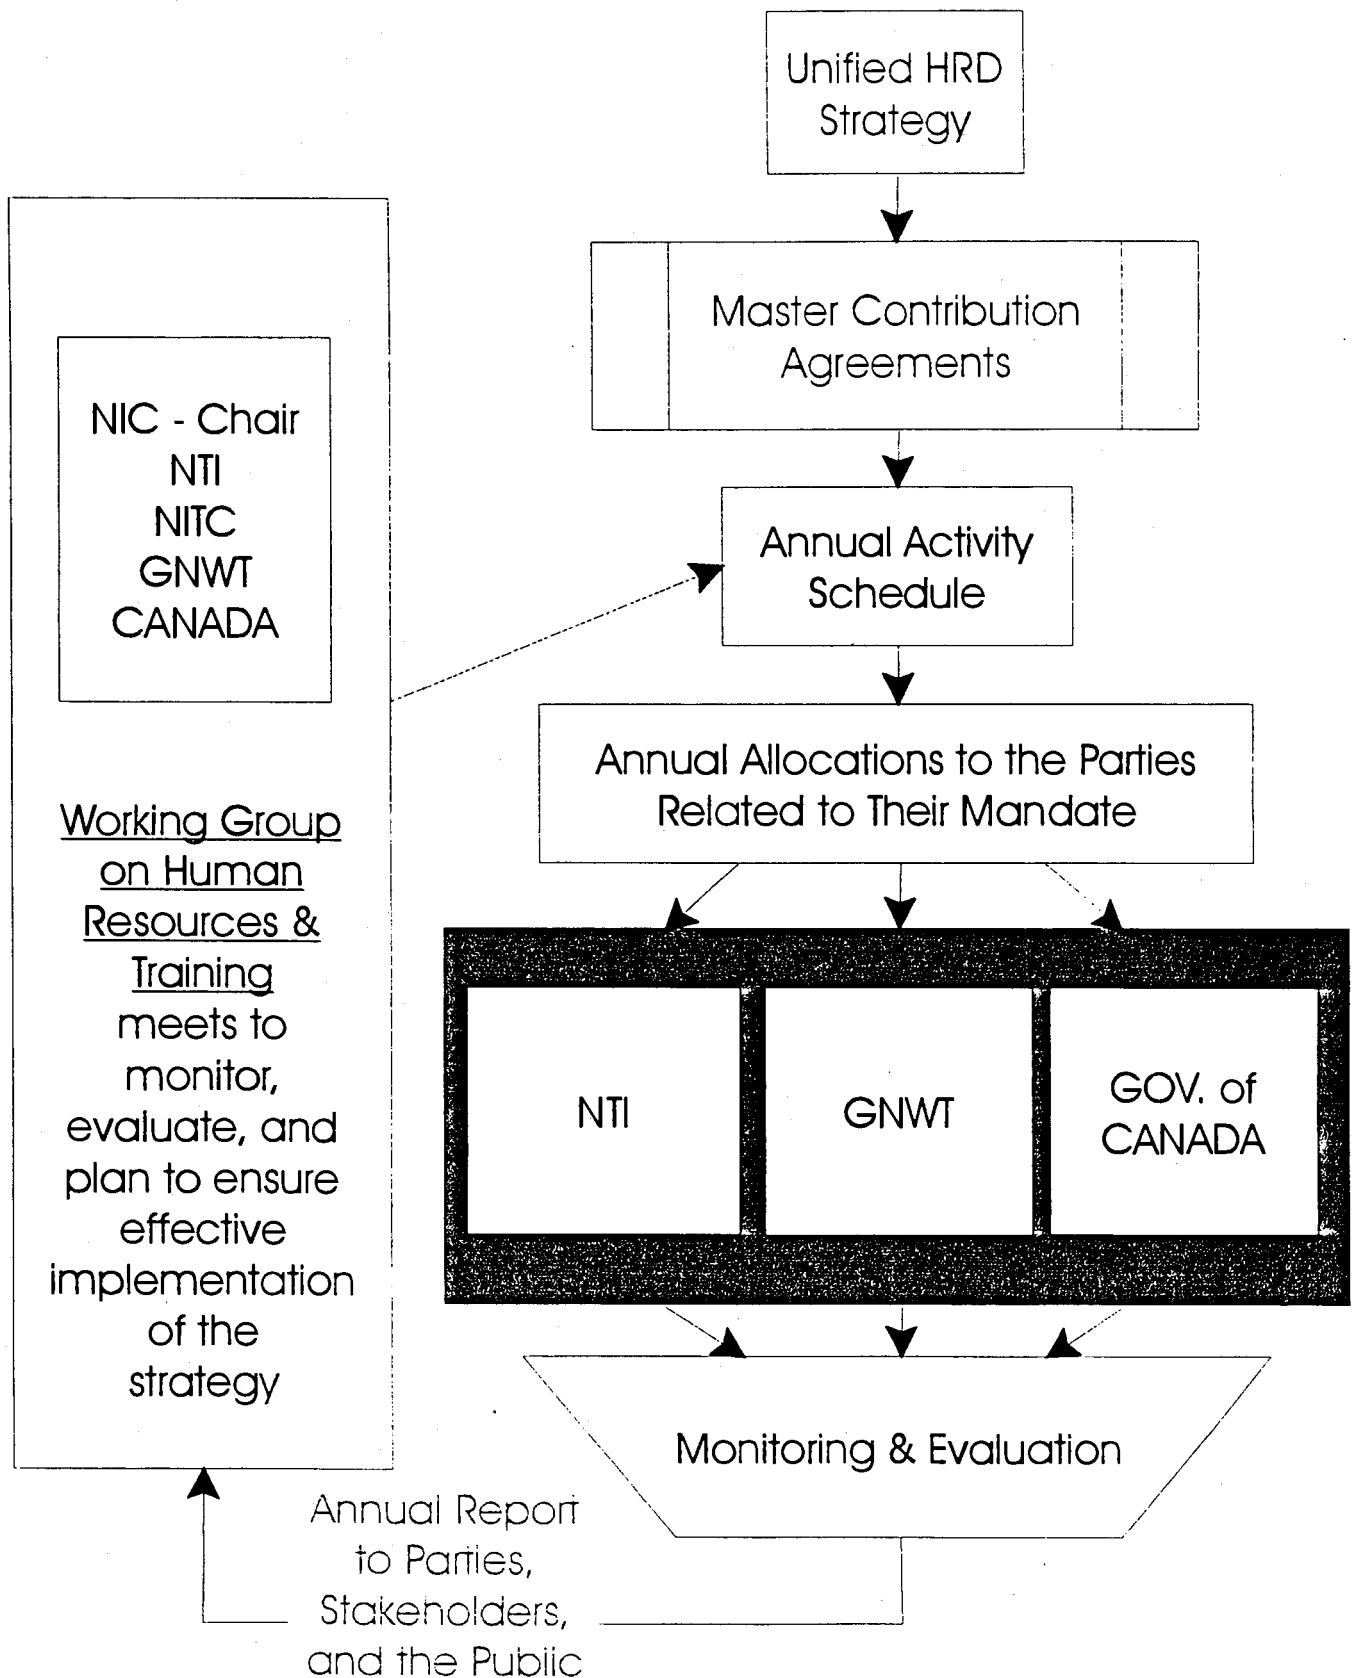 Unified HRD
Strategy
Master Contribution
Agreements
NIC - Chair
NTI
NITC
GNWT
CANADA
Working Group
on Human
Resources &
Training
meets to
monitor,
evaluate, and
plan to ensure
effective
implementation
of the
strategy
Annual Activity
Schedule
Annual Allocations to the Parties
Related to Their Mandate
NTI
GNWT
GOV. of
CANADA
Monitoring & Evaluation
Annual Report
to Parties,
Stakeholders,
and the Public